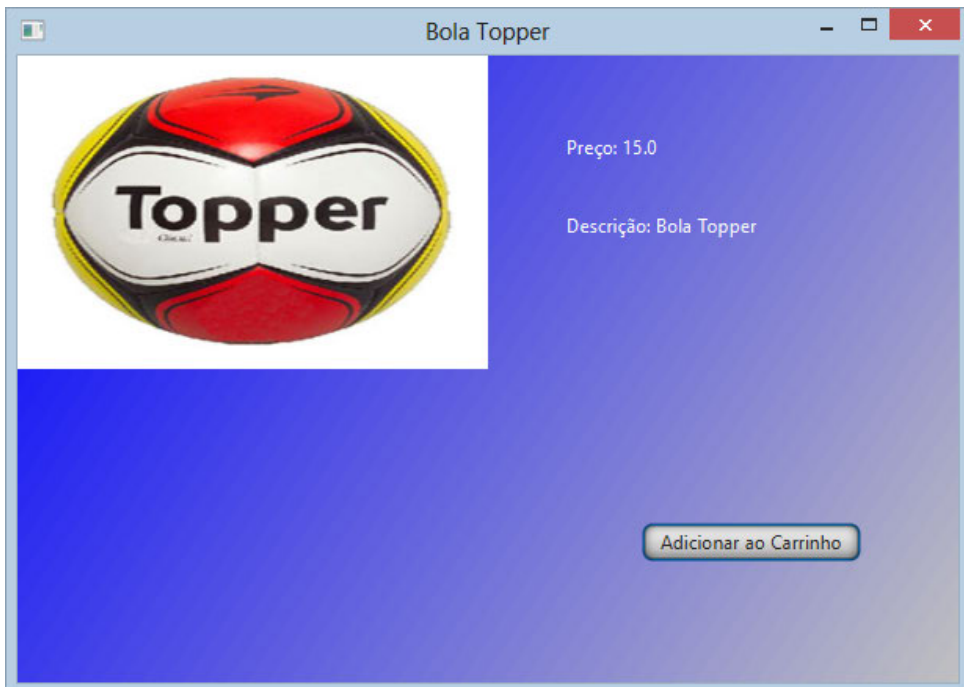 Bola Topper
Topper
Preço: 15.0
Descrição: Bola Topper
Adicionar ao Carrinho